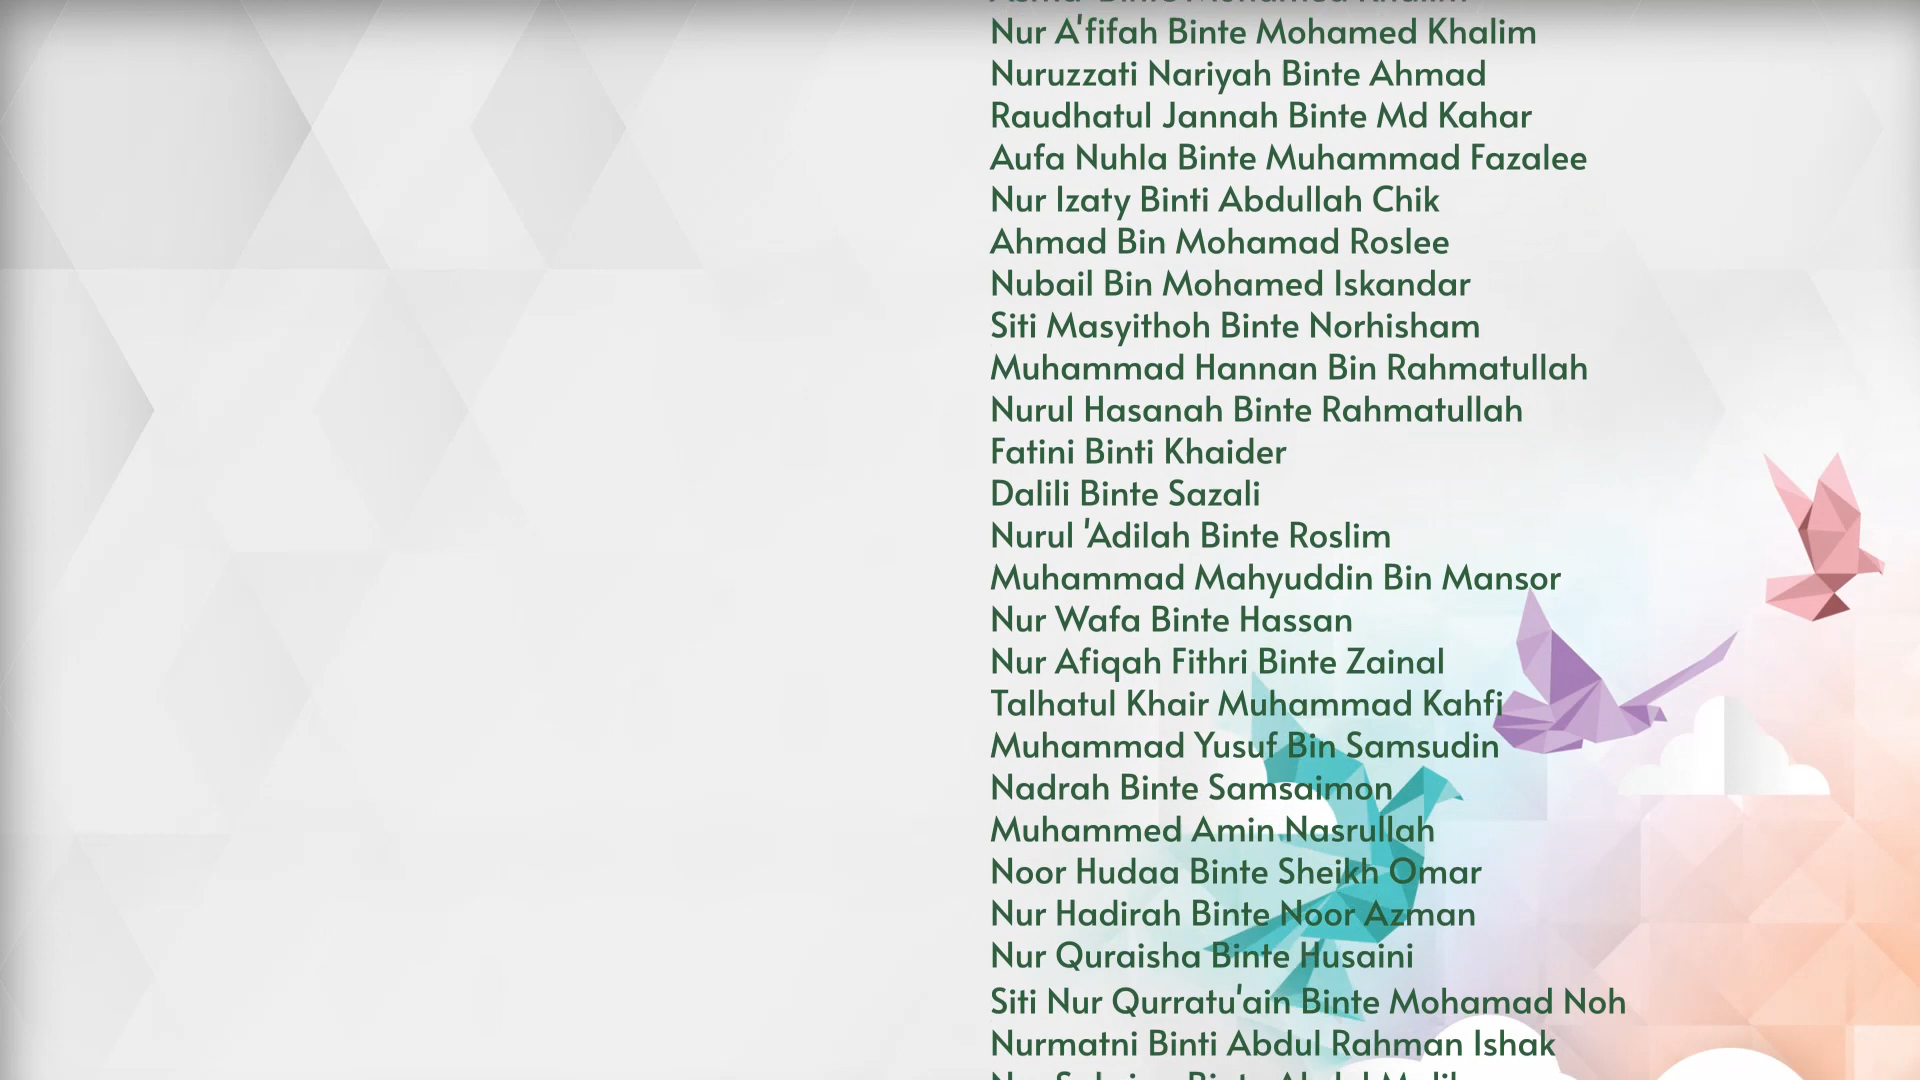 Nur A'fifah Binte Mohamed Khalim
Nuruzzati Nariyah Binte Ahmad
Raudhatul Jannah Binte Md Kahar
Aufa Nuhla Binte Muhammad Fazalee
Nur Izaty Binti Abdullah Chik
Ahmad Bin Mohamad Roslee
Nubail Bin Mohamed Iskandar
Siti Masyithoh Binte Norhisham
Muhammad Hannan Bin Rahmatullah
Nurul Hasanah Binte Rahmatullah
Fatini Binti Khaider
Dalili Binte Sazali
Nurul 'Adilah Binte Roslim
Muhammad Mahyuddin Bin Mansor
Nur Wafa Binte Hassan
Nur Afiqah Fithri Binte Zainal
Talhatul Khair Muhammad Kahfi
Muhammad Yusuf Bin Samsudin
Nadrah Binte Samsaimon
Muhammed Amin Nasrullah
Noor Hudaa Binte Sheikh Omar
Nur Hadirah Binte Noor Azman
Nur Quraisha Binte Husaini
Siti Nur Qurratu'ain Binte Mohamad Noh
Nurmatni Binti Abdul Rahman Ishak